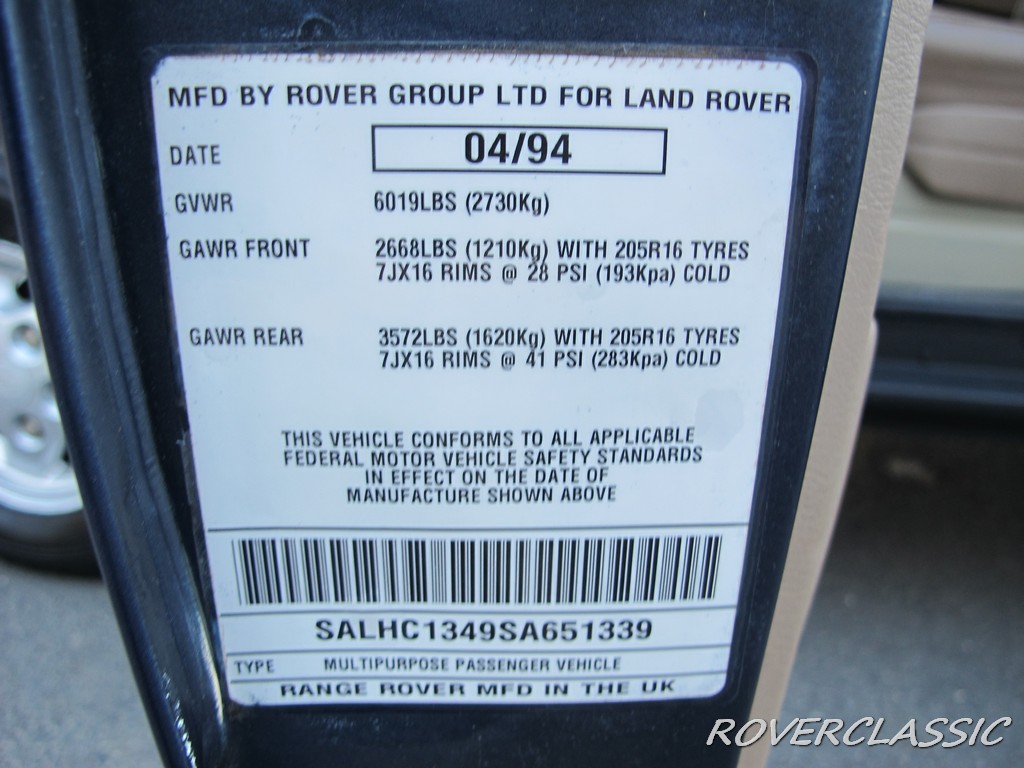 MFD BY ROVER GROUP LTD FOR LAND ROVER
DATE 04/94
GVWR 6019LBS (2730Kg)
GAWR FRONT 2668LBS (1210Kg) WITH 205R16 TYRES
7JX16 RIMS @ 28 PSI (193Kpa) COLD
GAWR REAR 3572LBS (1620Kg) WITH 205R16 TYRES
7JX16 RIMS @ 41 PSI (283Kpa) COLD
THIS VEHICLE CONFORMS TO ALL APPLICABLE
FEDERAL MOTOR VEHICLE SAFETY STANDARDS
IN EFFECT ON THE DATE OF
MANUFACTURE SHOWN ABOVE
SALHC1349SA651339
TYPE MULTIPURPOSE PASSENGER VEHICLE
RANGE ROVER MFD IN THE UK
ROVERCLASSIC